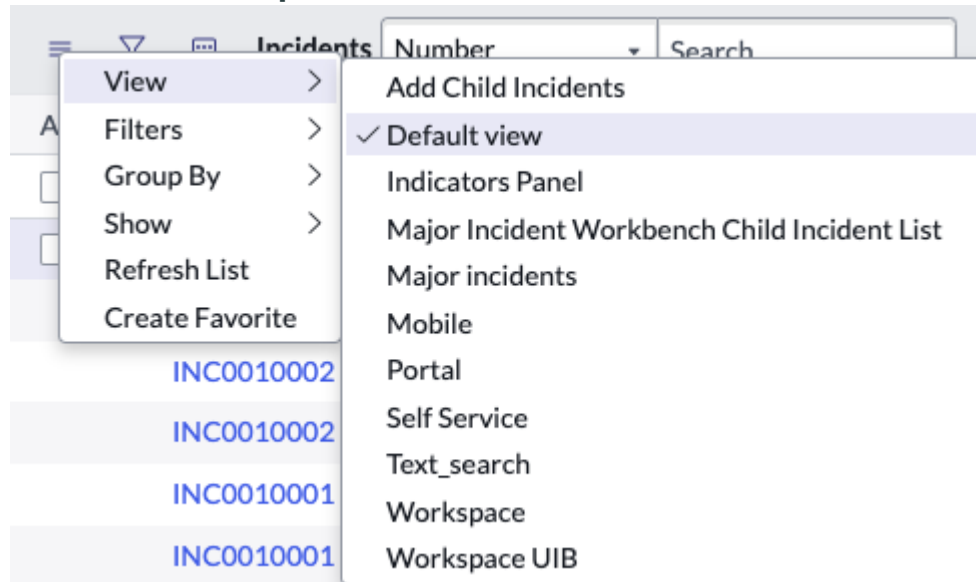 Incidents Number Search
View
Filters
Group By
Show
Refresh List
Create Favorite
Add Child Incidents
Default view
Indicators Panel
Major Incident Workbench Child Incident List
Major incidents
Mobile
Portal
Self Service
Text_search
Workspace
Workspace UIB
A
INC0010002
INC0010002
INC0010001
INC0010001